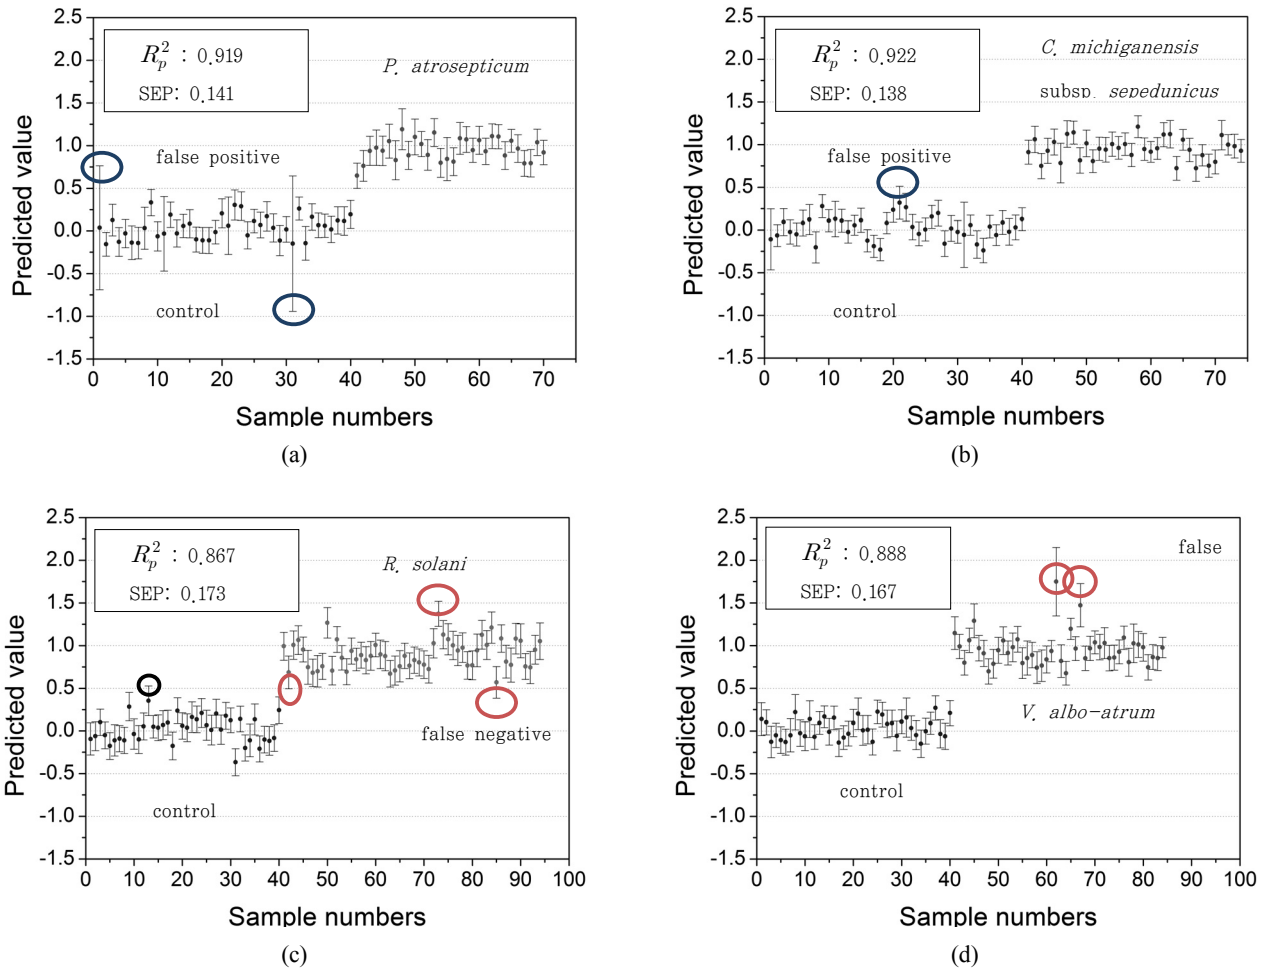 2.5
2.0
1.5
1.0
0.5
0.0
-0.5
-1.0
-1.5
Predicted value
R_p^2 : 0.919
SEP: 0.141
P. atrosepticum
false positive
control
0 10 20 30 40 50 60 70
Sample numbers
(a)
2.5
2.0
1.5
1.0
0.5
0.0
-0.5
-1.0
-1.5
Predicted value
R_p^2 : 0.922
SEP: 0.138
C. michiganensis
subsp. sepedunicus
false positive
control
0 10 20 30 40 50 60 70
Sample numbers
(b)
2.5
2.0
1.5
1.0
0.5
0.0
-0.5
-1.0
-1.5
Predicted value
R_p^2 : 0.867
SEP: 0.173
R. solani
false negative
control
0 10 20 30 40 50 60 70 80 90 100
Sample numbers
(c)
2.5
2.0
1.5
1.0
0.5
0.0
-0.5
-1.0
-1.5
Predicted value
R_p^2 : 0.888
SEP: 0.167
false
V. albo-atrum
control
0 10 20 30 40 50 60 70 80 90 100
Sample numbers
(d)